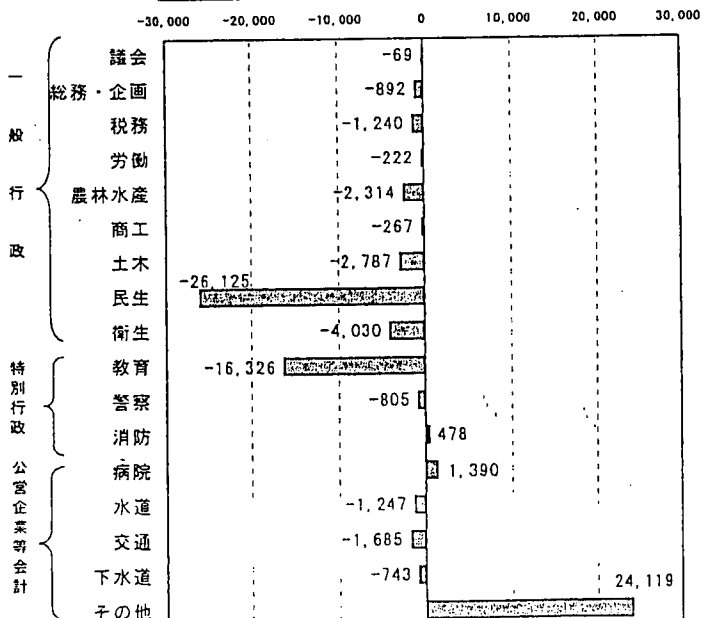 -30,000 -20,000 -10,000 0 10,000 20,000 30,000
一般行政
議会 -69
総務・企画 -892
税務 -1,240
労働 -222
農林水産 -2,314
商工 -267
土木 -2,787
民生 -26,125
衛生 -4,030
特別行政
教育 -16,326
警察 -805
消防 478
公営企業等会計
病院 1,390
水道 -1,247
交通 -1,685
下水道 -743
その他 24,119